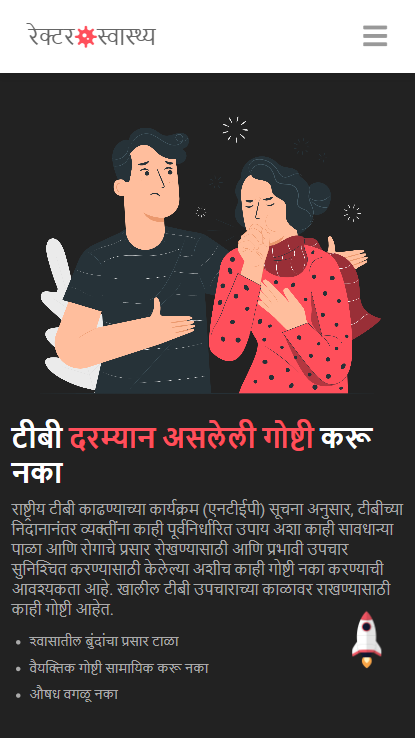 रेक्टर स्वास्थ्य
टीबी दरम्यान असलेली गोष्टी करू
नका
राष्ट्रीय टीबी काढण्याच्या कार्यक्रम (एनटीईपी) सूचना अनुसार, टीबीच्या
निदानानंतर व्यक्तींना काही पूर्वनिर्धारित उपाय अशा काही सावधान्या
पाळा आणि रोगाचे प्रसार रोखण्यासाठी आणि प्रभावी उपचार
सुनिश्चित करण्यासाठी केलेल्या अशीच काही गोष्टी नका करण्याची
आवश्यकता आहे. खालील टीबी उपचाराच्या काळावर राखण्यासाठी
काही गोष्टी आहेत.
श्वासातील बुंदांचा प्रसार टाळा
वैयक्तिक गोष्टी सामायिक करू नका
औषध वगळू नका